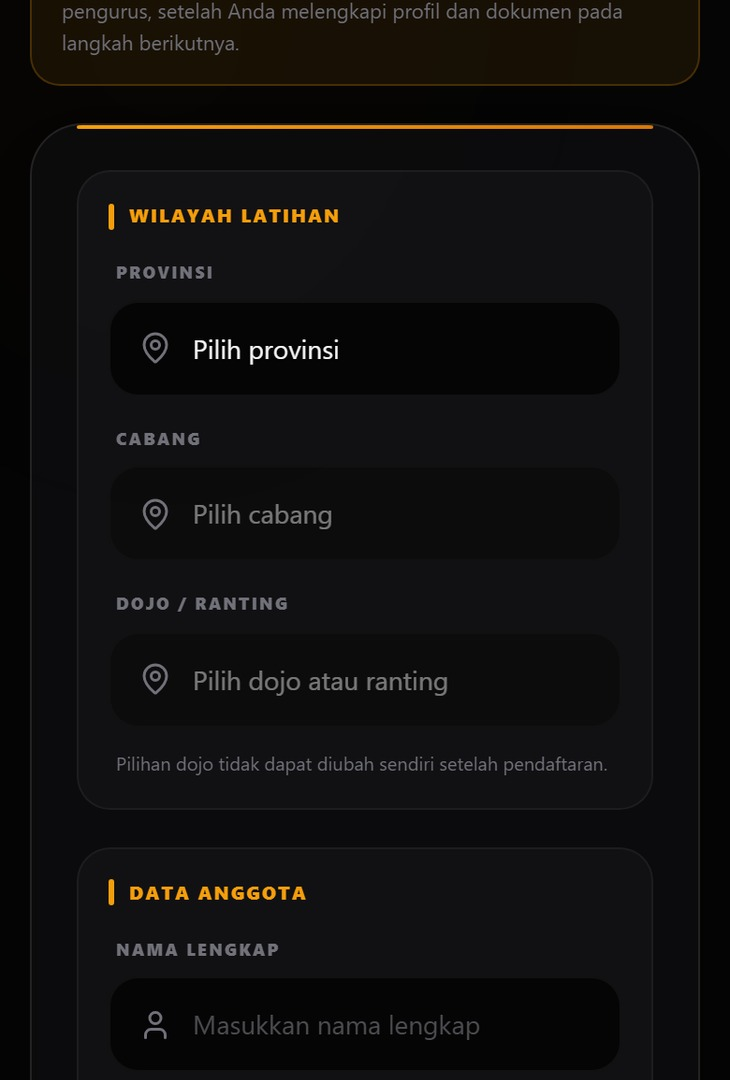 pengurus, setelah Anda melengkapi profil dan dokumen pada
langkah berikutnya.
WILAYAH LATIHAN
PROVINSI
Pilih provinsi
CABANG
Pilih cabang
DOJO / RANTING
Pilih dojo atau ranting
Pilihan dojo tidak dapat diubah sendiri setelah pendaftaran.
DATA ANGGOTA
NAMA LENGKAP
Masukkan nama lengkap